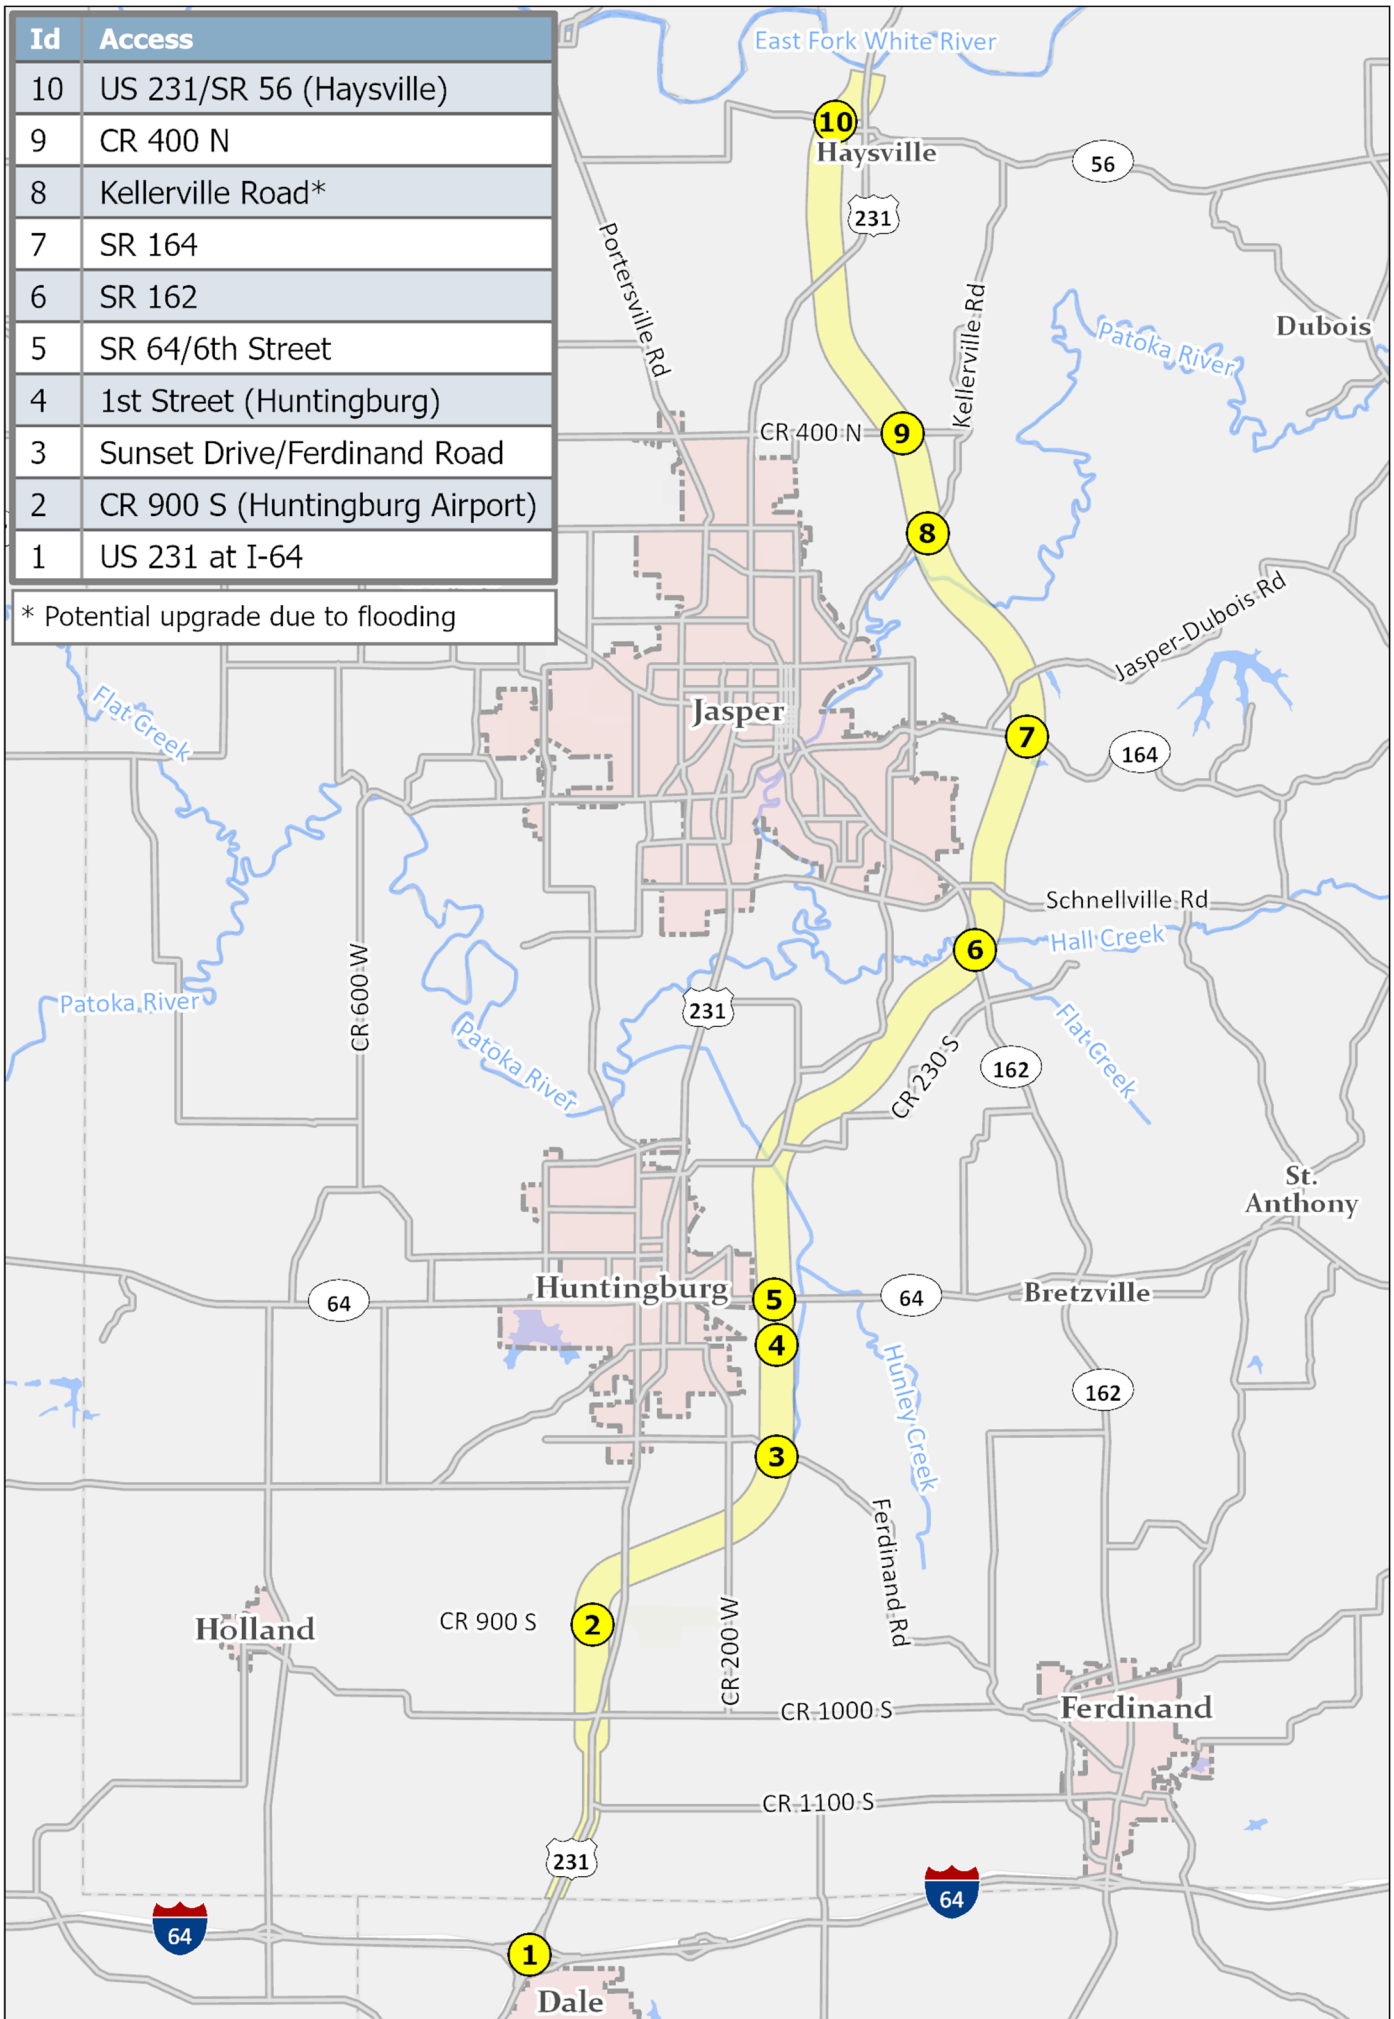 Id Access
10 US 231/SR 56 (Haysville)
9 CR 400 N
8 Kellerville Road*
7 SR 164
6 SR 162
5 SR 64/6th Street
4 1st Street (Huntingburg)
3 Sunset Drive/Ferdinand Road
2 CR 900 S (Huntingburg Airport)
1 US 231 at I-64
* Potential upgrade due to flooding
East Fork White River
10
Haysville
56
231
Portersville Rd
Kellerville Rd
Dubois
Patoka River
CR 400 N
9
8
Jasper-Dubois Rd
Flat Creek
Jasper
7
164
Schnellville Rd
Hall Creek
6
CR 600 W
Patoka River
231
Patoka River
CR 230 S
Flat Creek
162
St.
Anthony
Huntingburg
64
5
64
Bretzville
4
Hunley Creek
162
3
Ferdinand Rd
Holland
CR 900 S
2
CR 200 W
CR 1000 S
Ferdinand
CR 1100 S
231
64
64
1
Dale